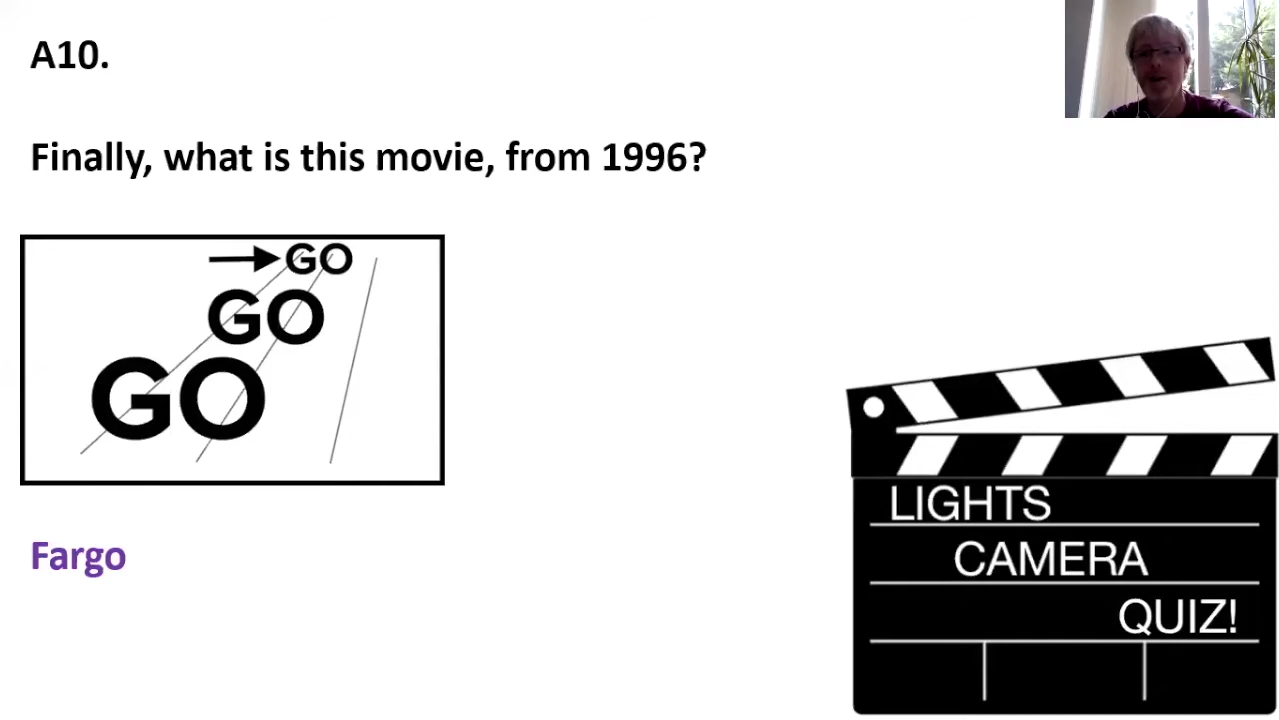 A10.
Finally, what is this movie, from 1996?
GO
GO
GO
Fargo
LIGHTS
CAMERA
QUIZ!